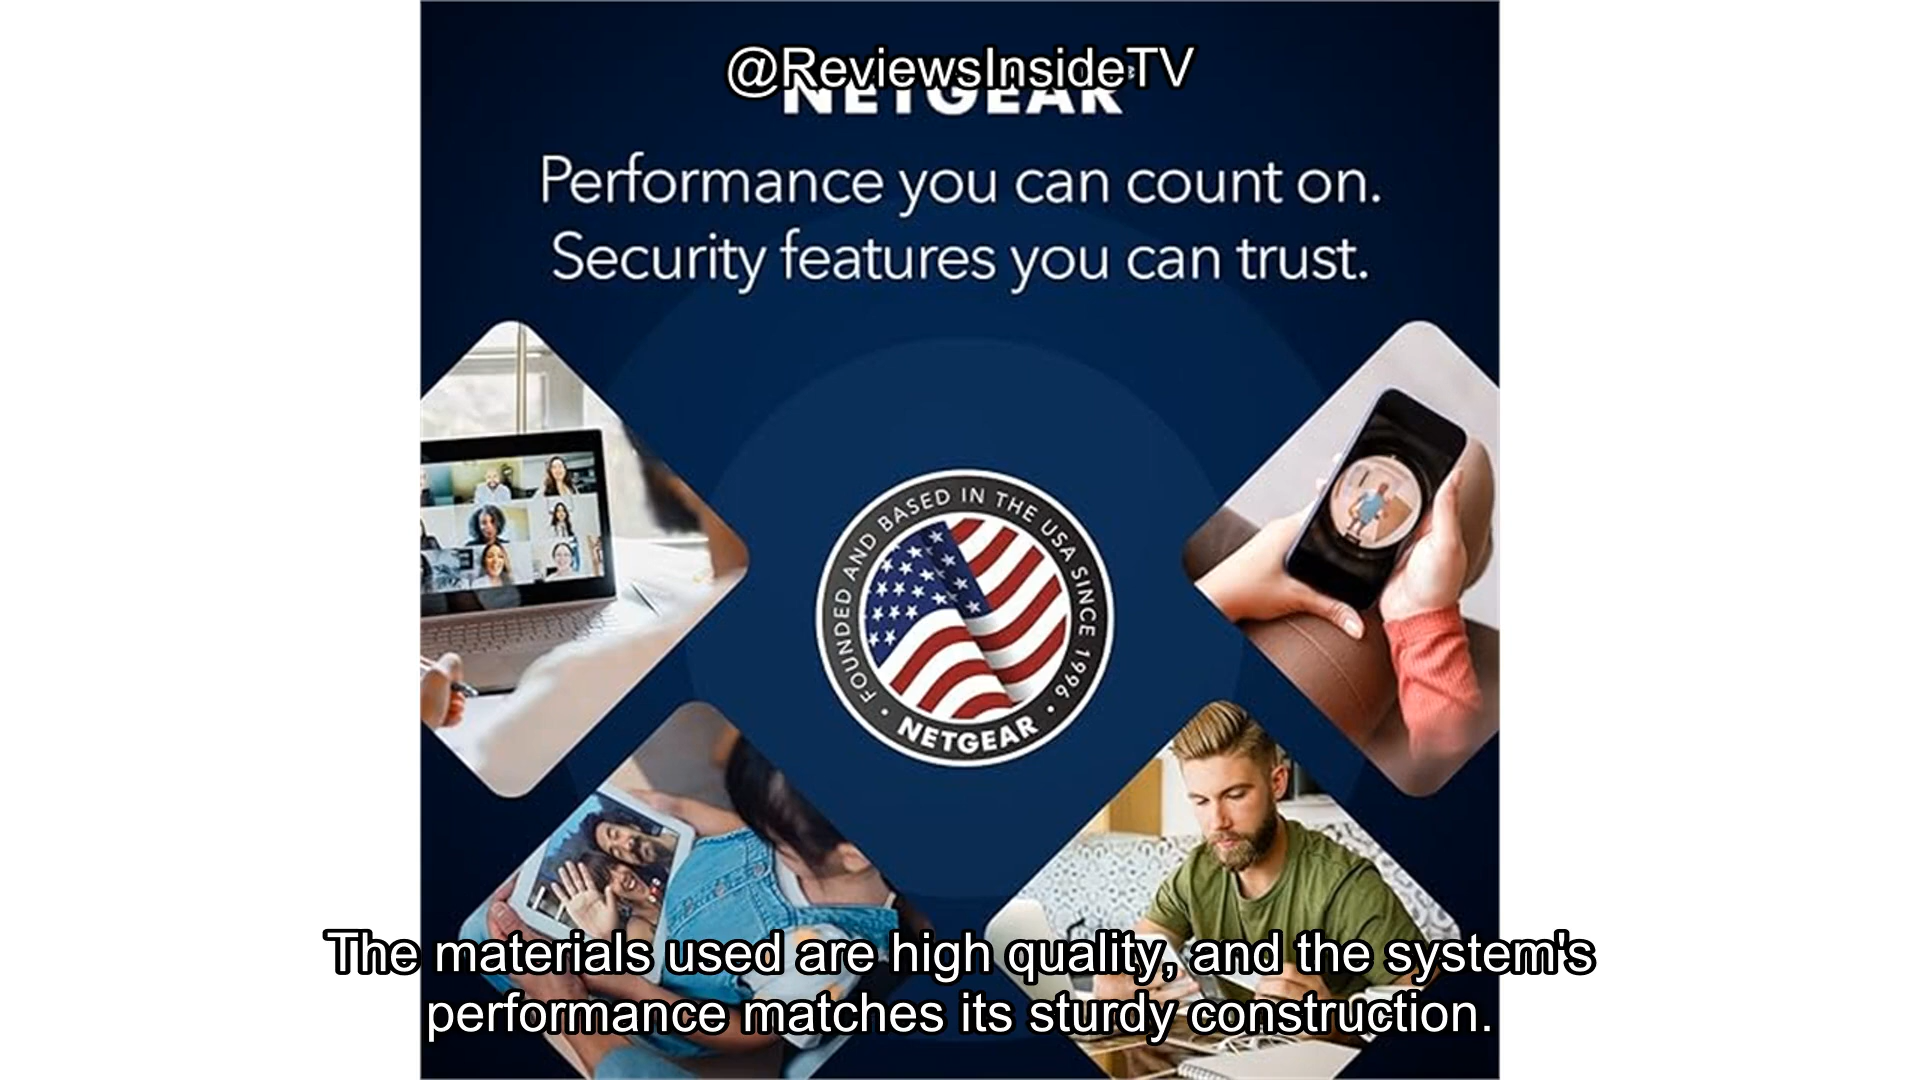 @ReviewsInsideTV
NETGEAR
Performance you can count on.
Security features you can trust.
FOUNDED AND BASED IN THE USA SINCE 1996
NETGEAR
The materials used are high quality, and the system's
performance matches its sturdy construction.